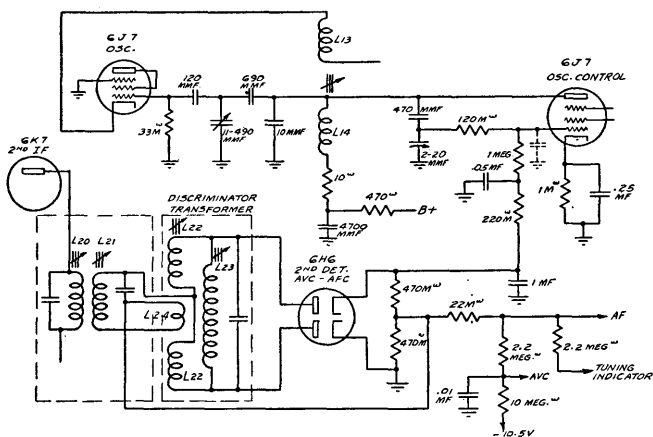 6J7
OSC.
L13
120
MMF.
690
MMF
6J7
OSC. CONTROL
33M ω
11-490
MMF
10MMF
L14
470 MMF
120M ω
2-20
MMF
1MEG
.05MF
10 ω
470 ω
B+
4700
MMF
1M ω
.25
MF
220M ω
6K7
2ND IF
DISCRIMINATOR
TRANSFORMER
L20
L21
L22
L23
L24
L22
6H6
2ND DET.
AVC-AFC
470M ω
.1MF
22M ω
AF
470M ω
2.2
MEG. ω
2.2 MEG ω
TUNING
INDICATOR
.01
MF
AVC
10 MEG. ω
-10.5V